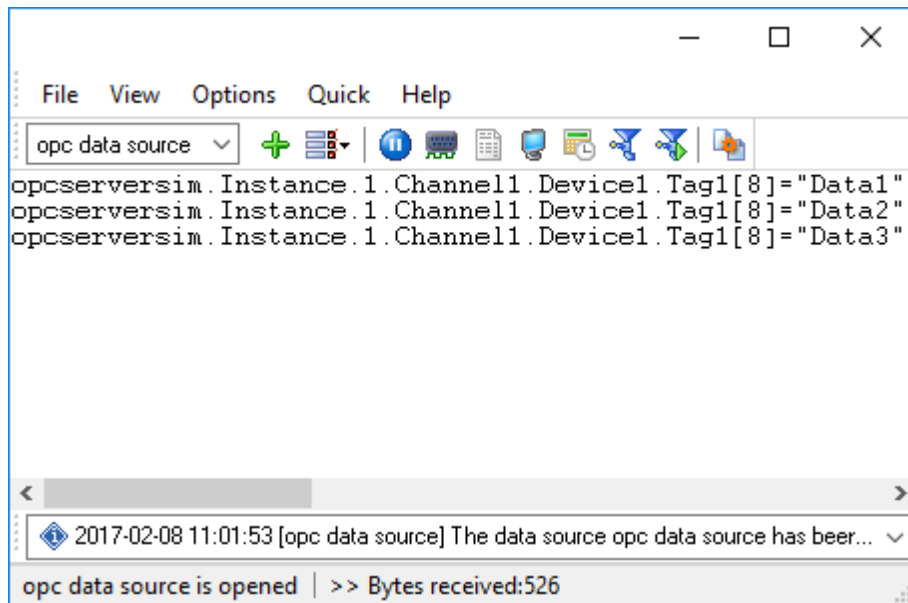 File View Options Quick Help
opc data source
opcserversim.Instance.1.Channel1.Device1.Tag1[8]="Data1"
opcserversim.Instance.1.Channel1.Device1.Tag1[8]="Data2"
opcserversim.Instance.1.Channel1.Device1.Tag1[8]="Data3"
2017-02-08 11:01:53 [opc data source] The data source opc data source has beer...
opc data source is opened >> Bytes received:526